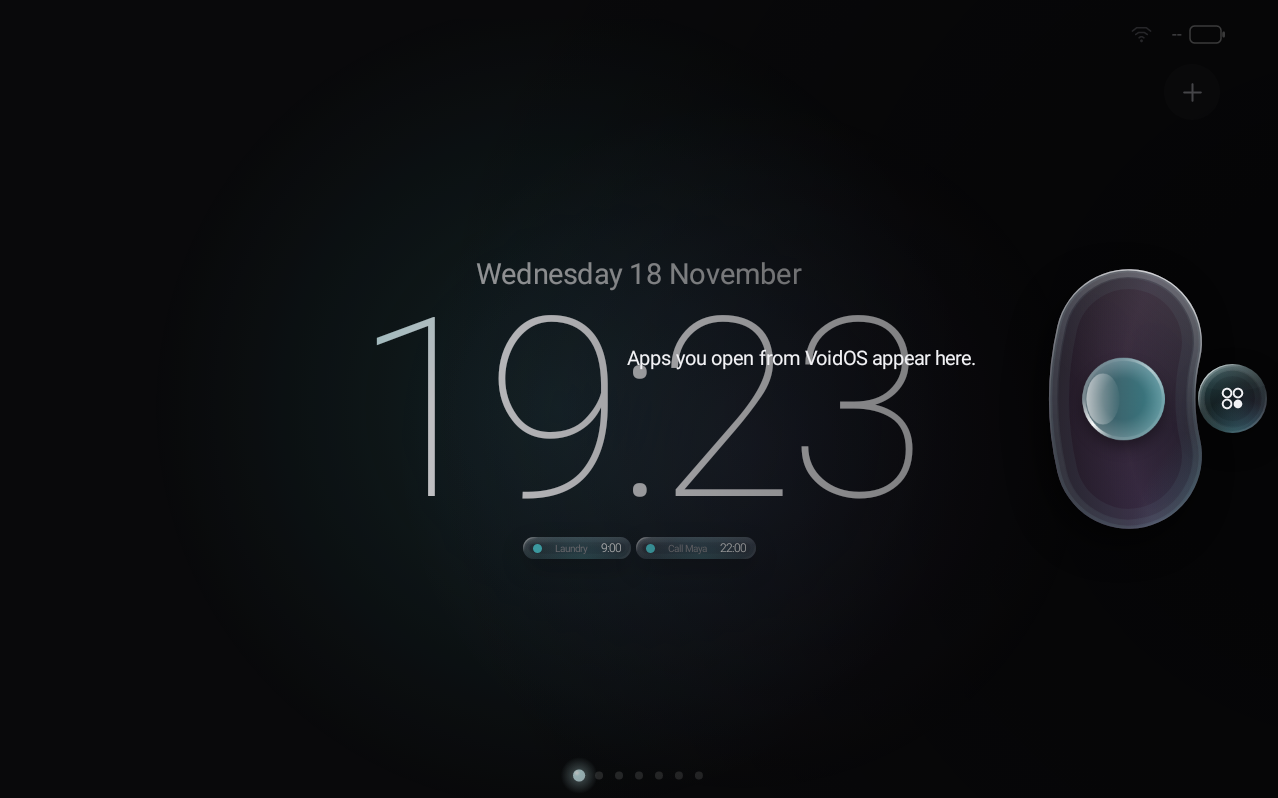 --
Wednesday 18 November
19:23
Apps you open from VoidOS appear here.
Laundry 9:00 Call Maya 22:00